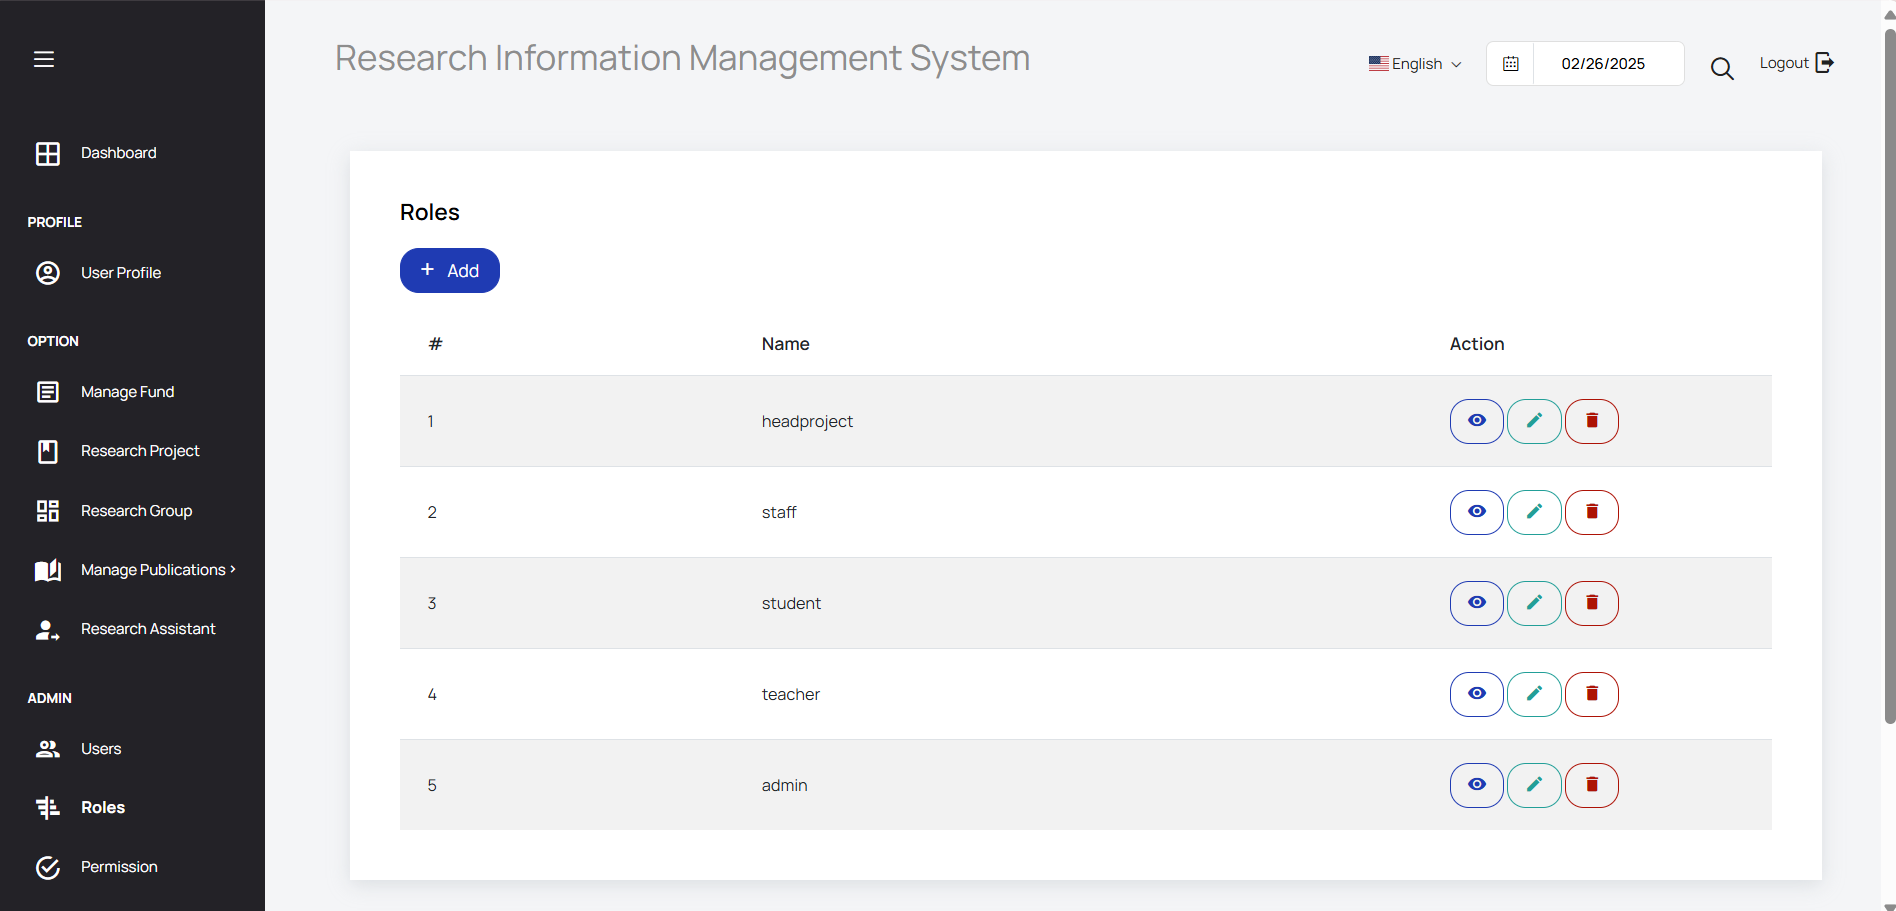 Research Information Management System
English
02/26/2025
Logout
Dashboard
PROFILE
User Profile
OPTION
Manage Fund
Research Project
Research Group
Manage Publications
Research Assistant
ADMIN
Users
Roles
Permission
Roles
+ Add
# Name Action
1 headproject
2 staff
3 student
4 teacher
5 admin